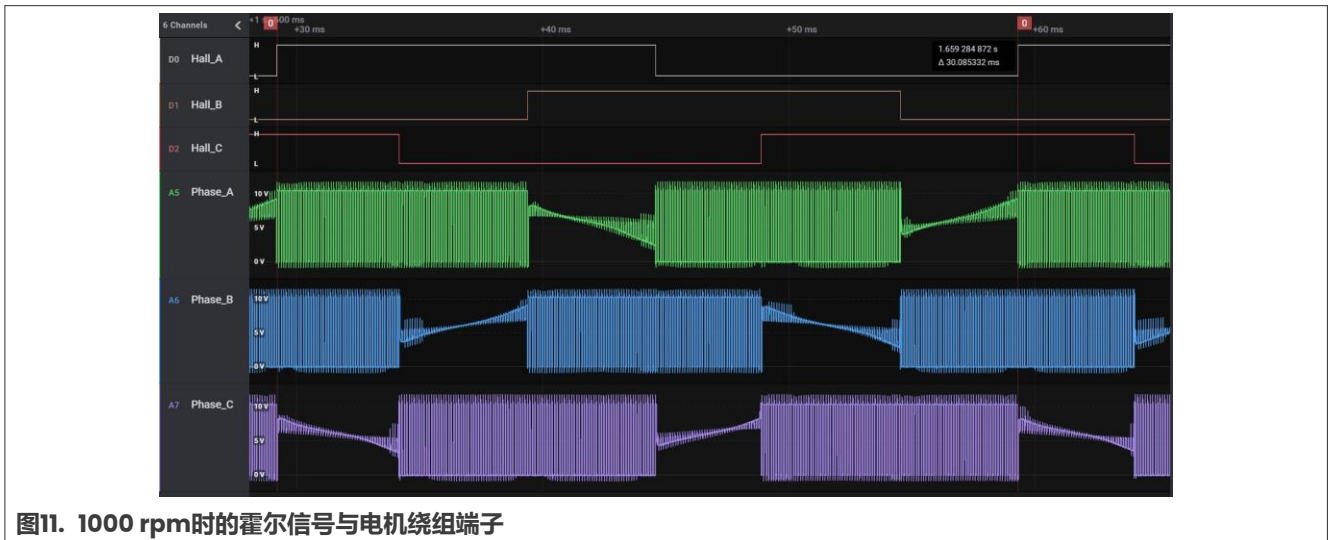 6 Channels
+30 ms
+40 ms
+50 ms
+60 ms
0
0
D0 Hall_A
H
L
1.659 284 872 s
Δ 30.085332 ms
D1 Hall_B
H
L
D2 Hall_C
H
L
A5 Phase_A
10 V
5 V
0 V
A6 Phase_B
10 V
5 V
0 V
A7 Phase_C
10 V
5 V
0 V
图11. 1000 rpm时的霍尔信号与电机绕组端子